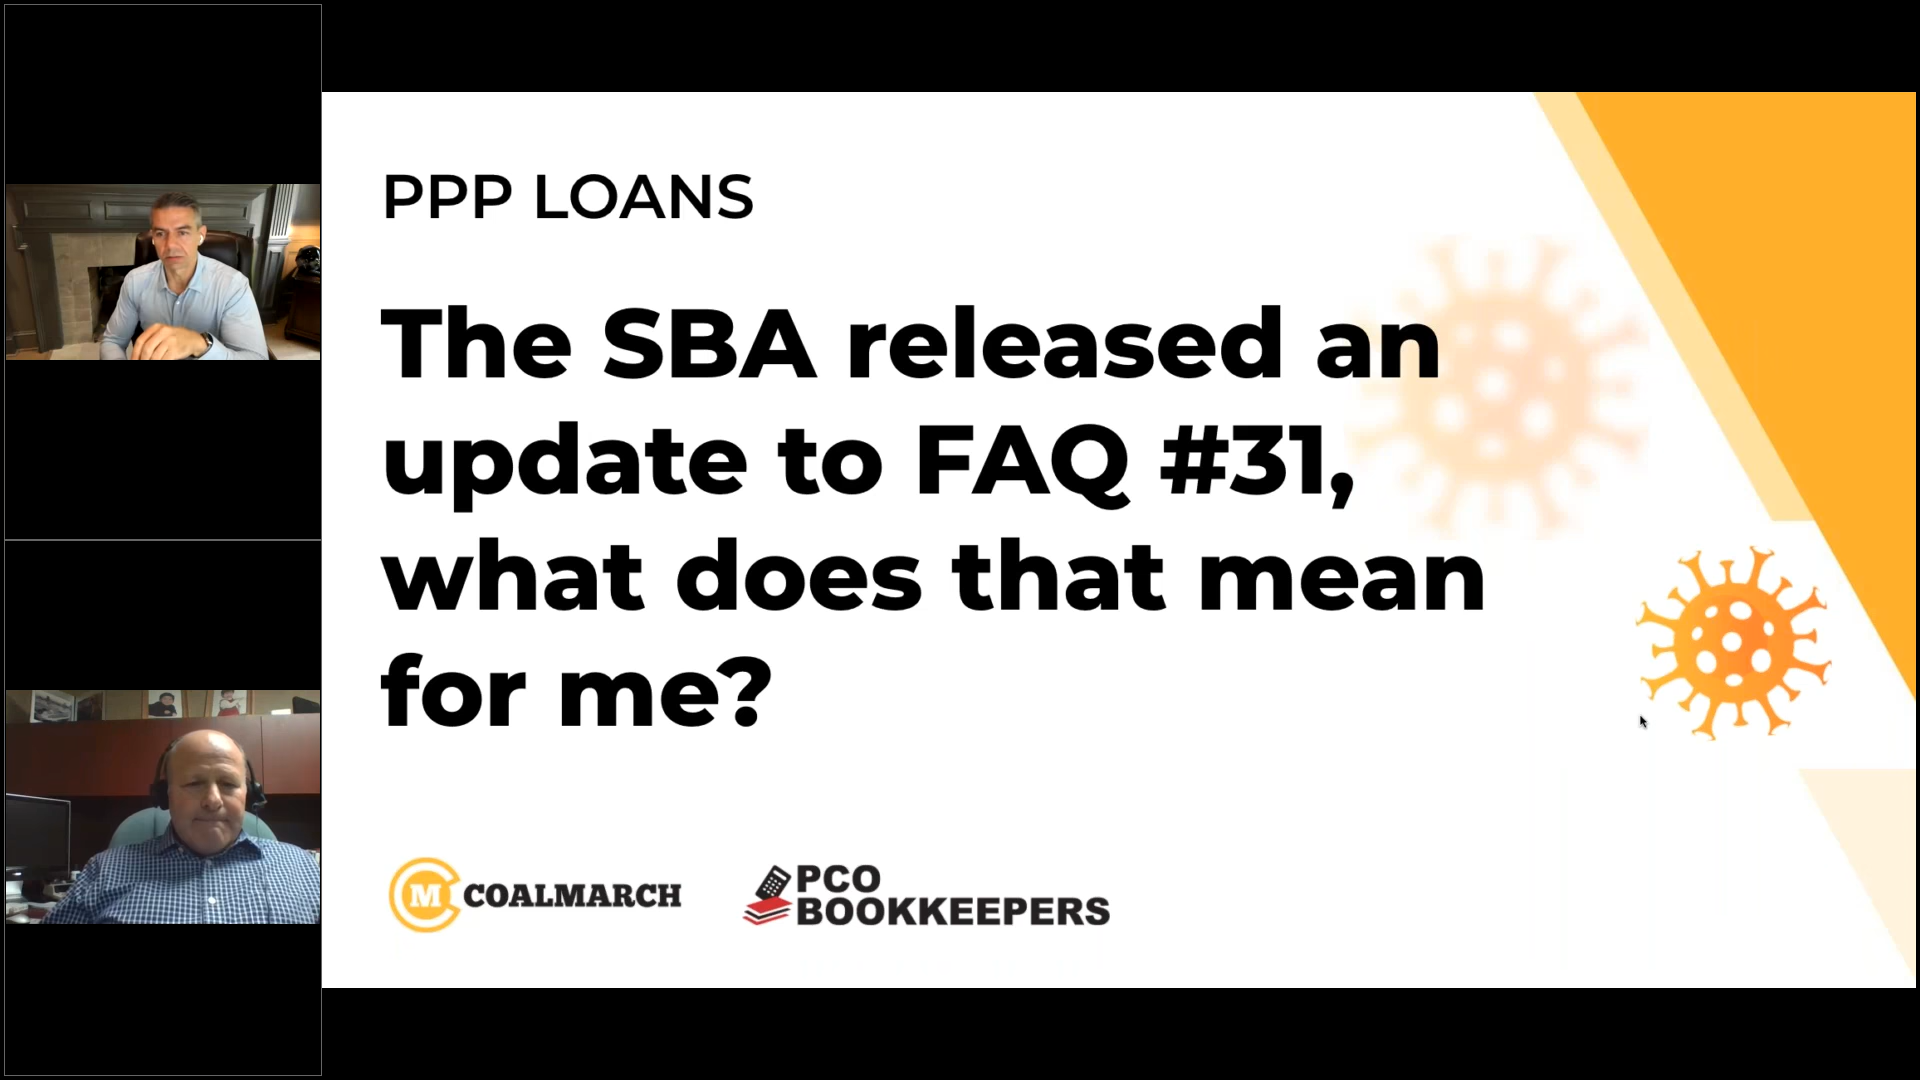 PPP LOANS
The SBA released an
update to FAQ #31,
what does that mean
for me?
CM COALMARCH
PCO
BOOKKEEPERS